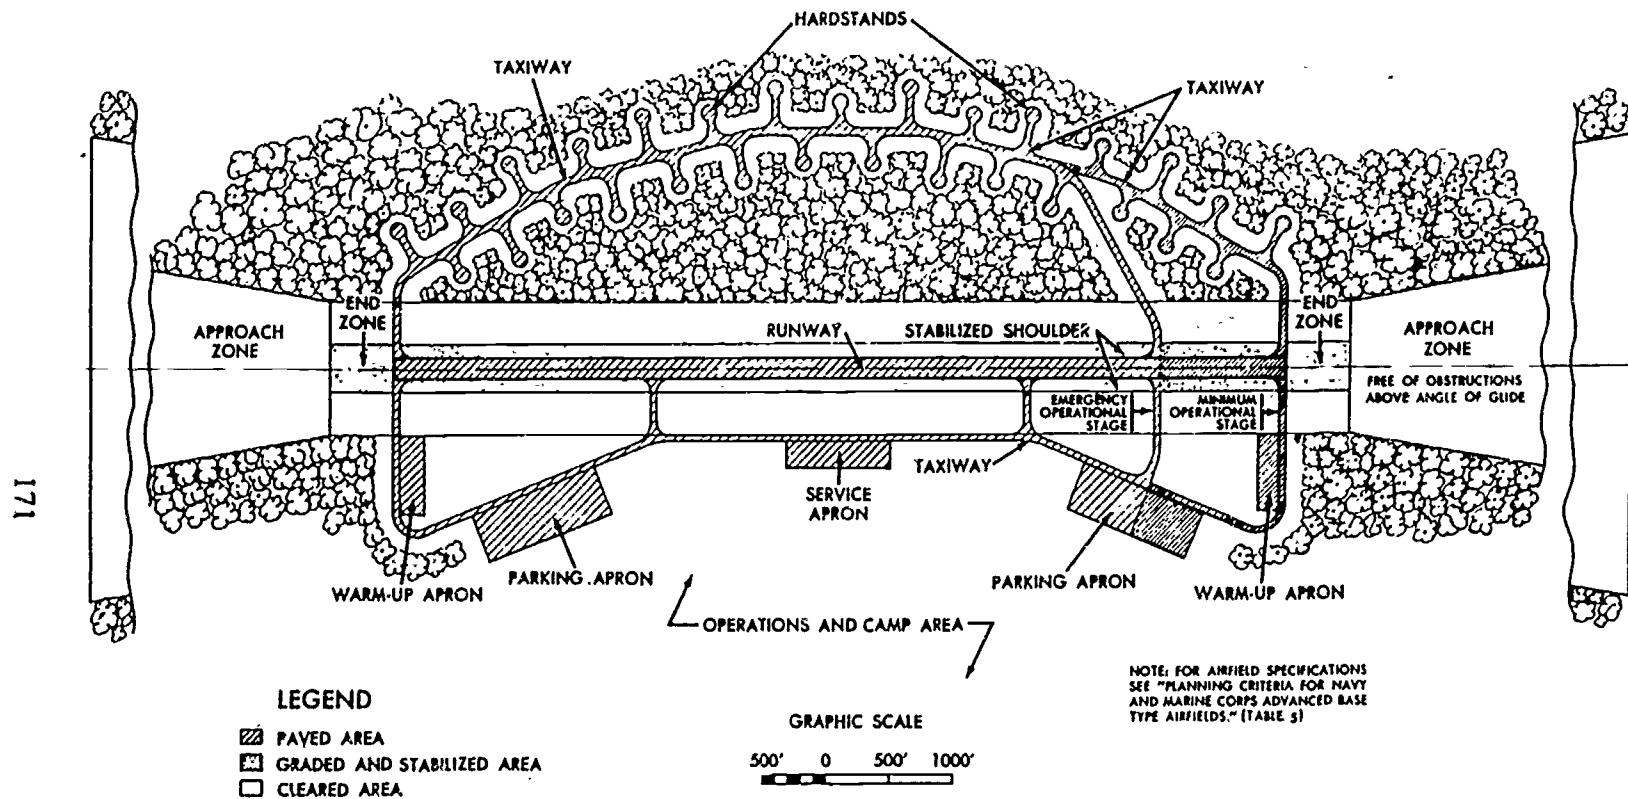 HARDSTANDS
TAXIWAY
TAXIWAY
END
ZONE
END
ZONE
APPROACH
ZONE
RUNWAY
STABILIZED SHOULDER
APPROACH
ZONE
FREE OF OBSTRUCTIONS
ABOVE ANGLE OF GLIDE
EMERGENCY
OPERATIONAL
STAGE
MINIMUM
OPERATIONAL
STAGE
TAXIWAY
SERVICE
APRON
171
PARKING APRON
PARKING APRON
WARM-UP APRON
WARM-UP APRON
OPERATIONS AND CAMP AREA
NOTE: FOR AIRFIELD SPECIFICATIONS
SEE "PLANNING CRITERIA FOR NAVY
AND MARINE CORPS ADVANCED BASE
TYPE AIRFIELDS." (TABLE 5)
LEGEND
PAVED AREA
GRADED AND STABILIZED AREA
CLEARED AREA
GRAPHIC SCALE
500' 0 500' 1000'